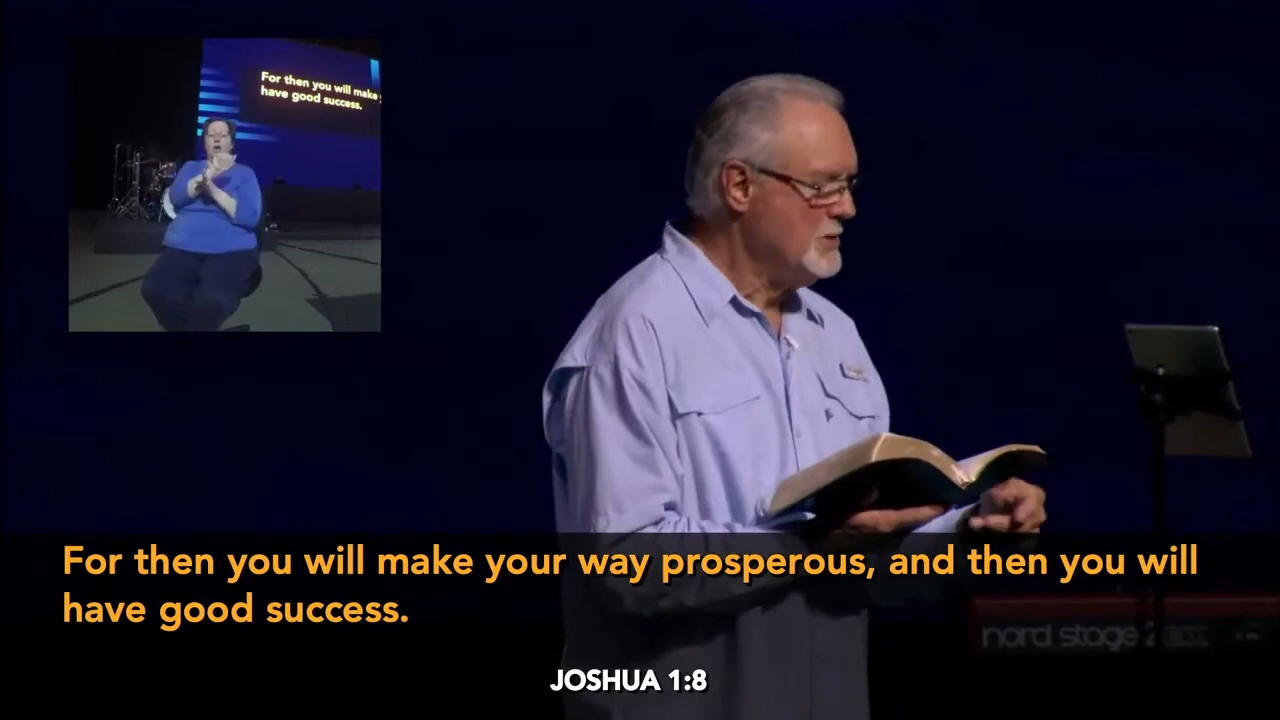 For then you will make
have good success.
For then you will make your way prosperous, and then you will
have good success.
nord stage 2
JOSHUA 1:8